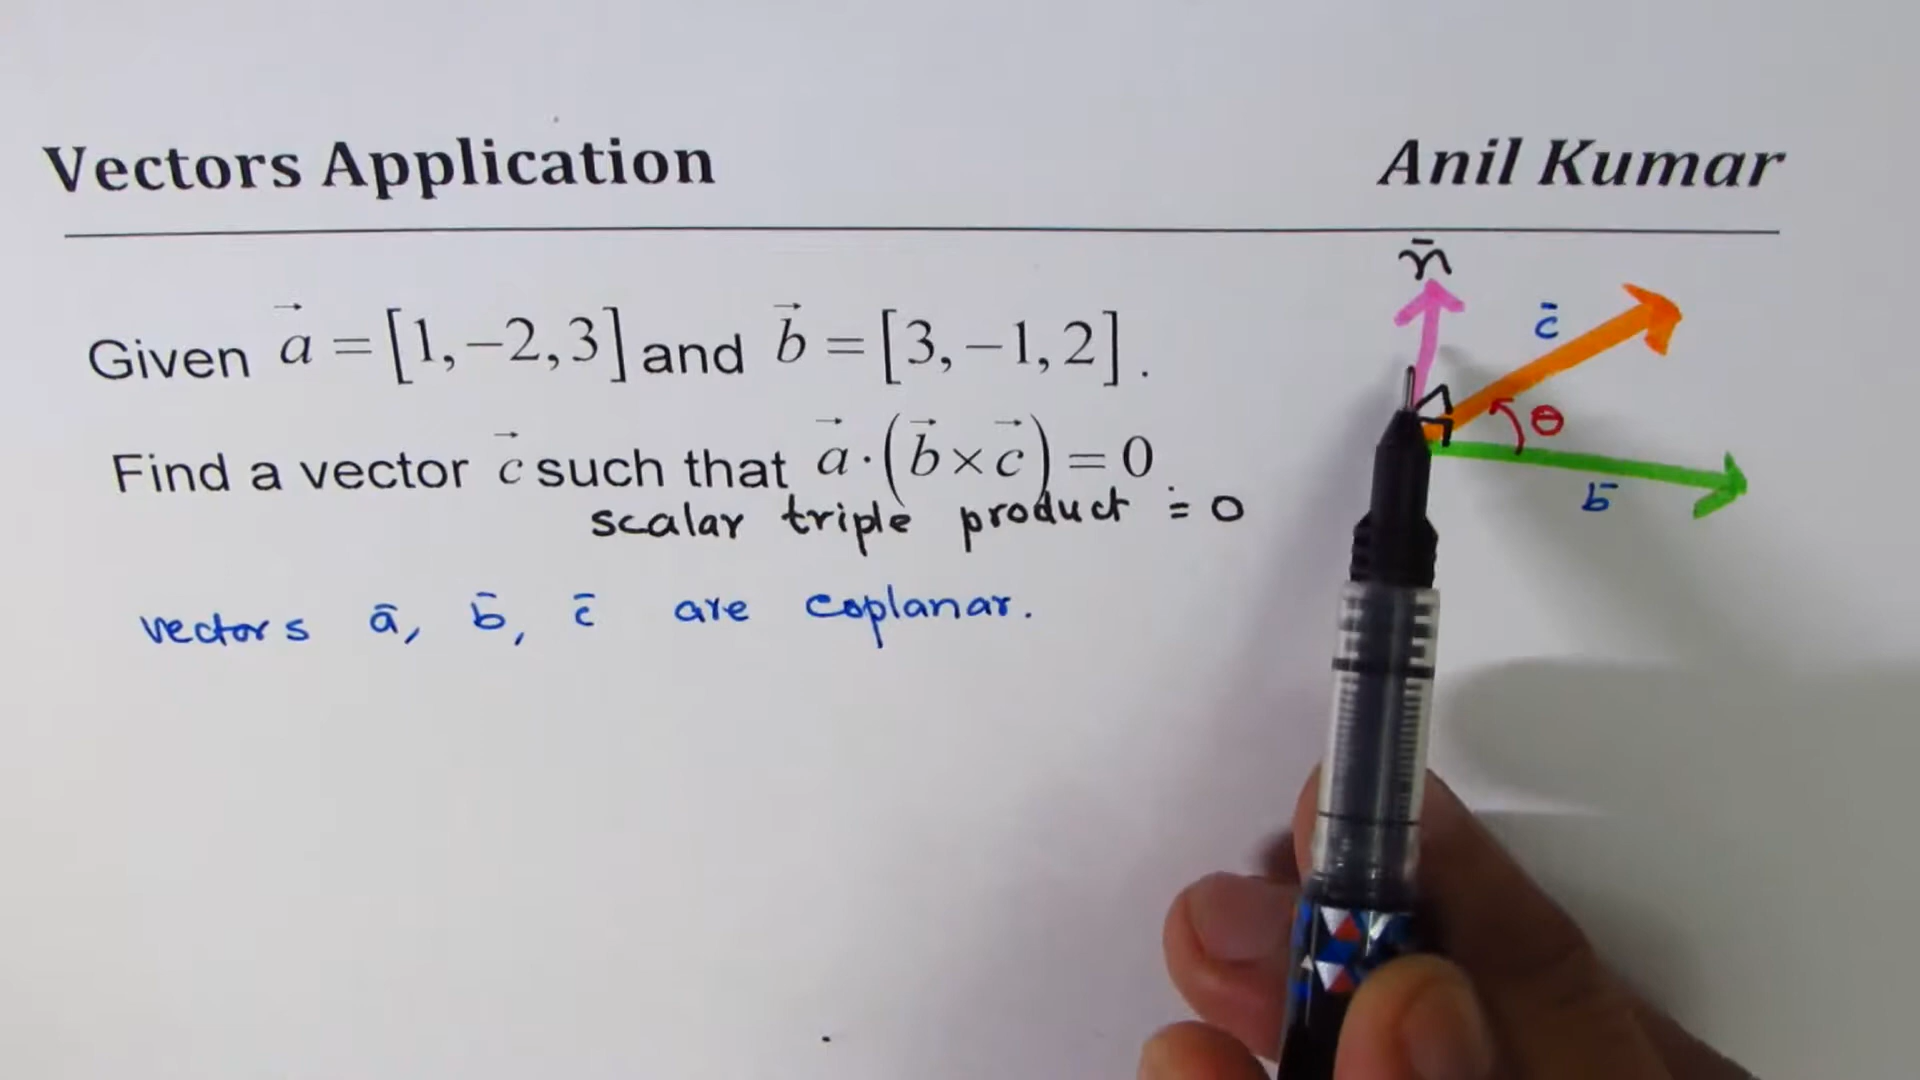 Vectors Application
Anil Kumar
Given a⃗ = [1, −2, 3] and b⃗ = [3, −1, 2] .
Find a vector c⃗ such that a⃗ · (b⃗ × c⃗) = 0 .
scalar triple product = 0
vectors ā, b̄, c̄ are coplanar.
n̄
c̄
θ
b̄